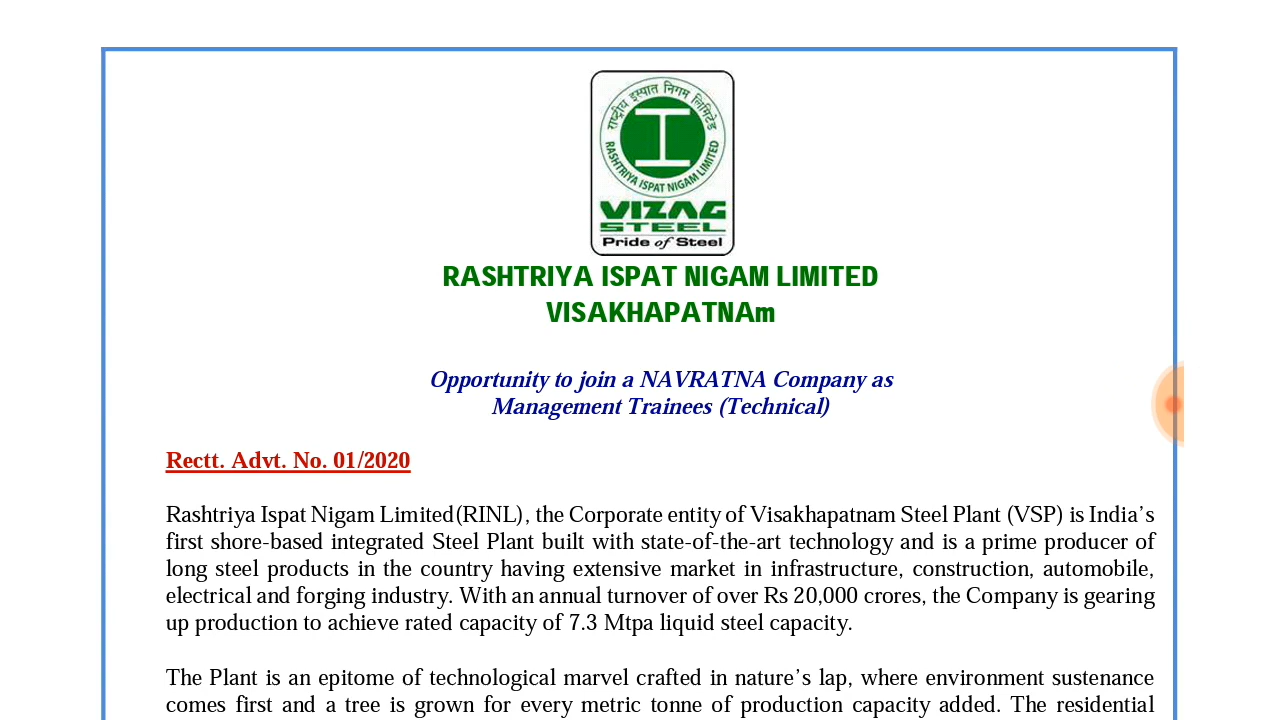 राष्ट्रीय इस्पात निगम लिमिटेड
RASHTRIYA ISPAT NIGAM LIMITED
VIZAG
STEEL
Pride of Steel
RASHTRIYA ISPAT NIGAM LIMITED
VISAKHAPATNAm
Opportunity to join a NAVRATNA Company as
Management Trainees (Technical)
Rectt. Advt. No. 01/2020
Rashtriya Ispat Nigam Limited(RINL), the Corporate entity of Visakhapatnam Steel Plant (VSP) is India’s
first shore-based integrated Steel Plant built with state-of-the-art technology and is a prime producer of
long steel products in the country having extensive market in infrastructure, construction, automobile,
electrical and forging industry. With an annual turnover of over Rs 20,000 crores, the Company is gearing
up production to achieve rated capacity of 7.3 Mtpa liquid steel capacity.
The Plant is an epitome of technological marvel crafted in nature’s lap, where environment sustenance
comes first and a tree is grown for every metric tonne of production capacity added. The residential